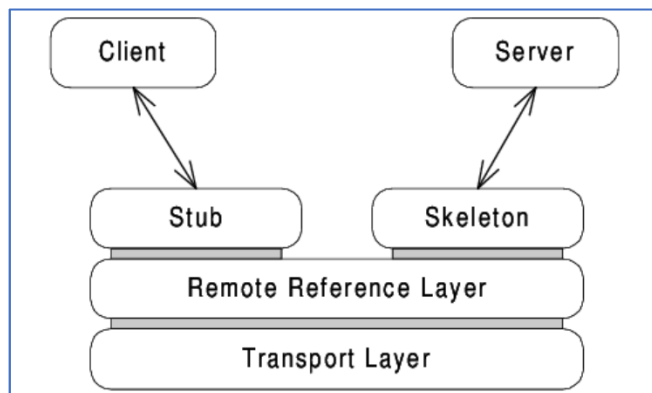 Client
Server
Stub
Skeleton
Remote Reference Layer
Transport Layer